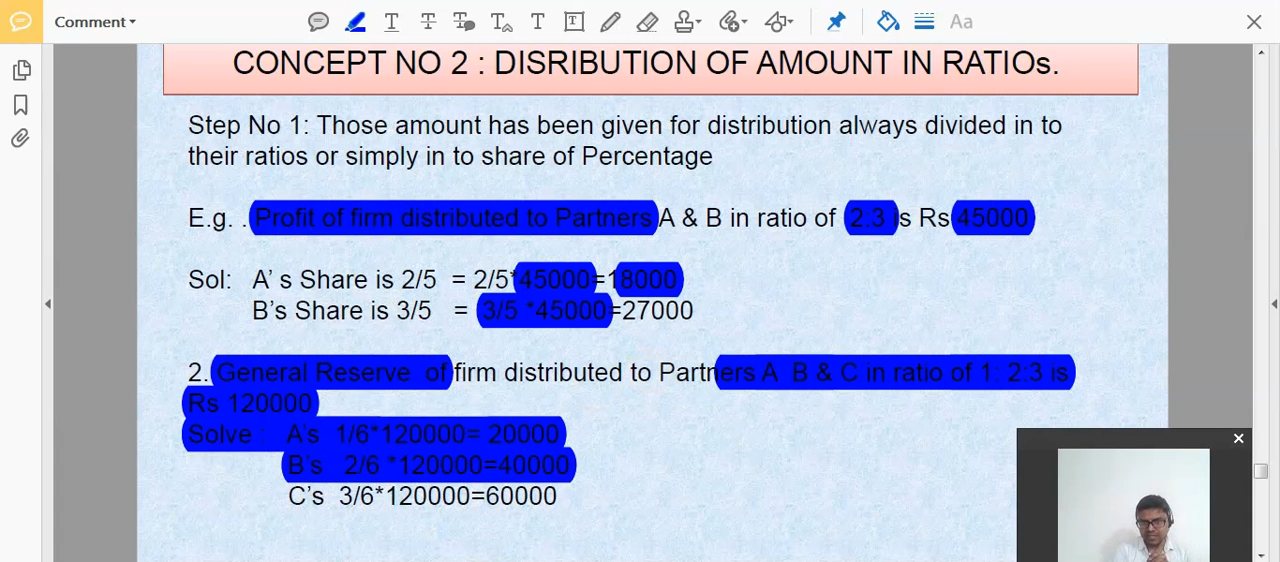 Comment
Aa
CONCEPT NO 2 : DISRIBUTION OF AMOUNT IN RATIOs.
Step No 1: Those amount has been given for distribution always divided in to
their ratios or simply in to share of Percentage
E.g. . Profit of firm distributed to Partners A & B in ratio of 2:3 is Rs 45000
Sol: A' s Share is 2/5 = 2/5*45000=18000
B's Share is 3/5 = 3/5 *45000=27000
2. General Reserve of firm distributed to Partners A B & C in ratio of 1: 2:3 is
Rs 120000
Solve : A's 1/6*120000= 20000
B's 2/6 *120000=40000
C's 3/6*120000=60000